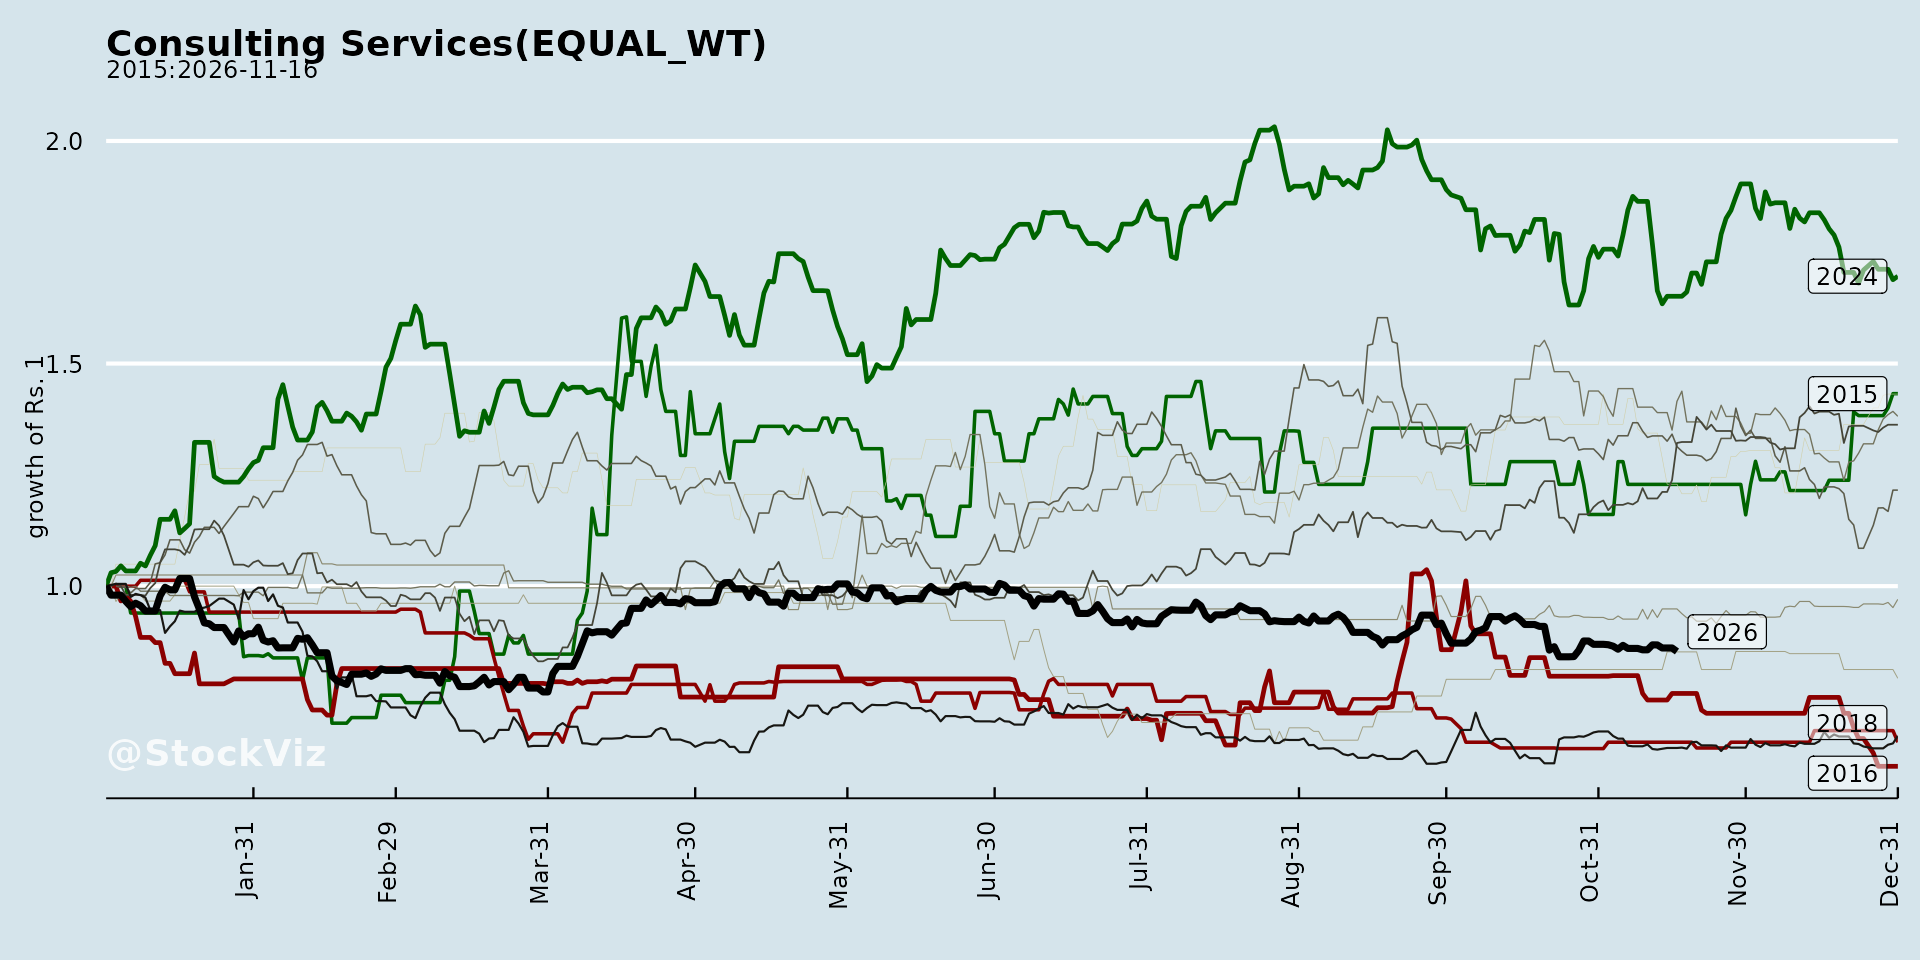 Consulting Services(EQUAL_WT)
2015:2026-11-16
growth of Rs. 1
2.0
1.5
1.0
2024
2015
2026
2018
2016
@StockViz
Jan-31
Feb-29
Mar-31
Apr-30
May-31
Jun-30
Jul-31
Aug-31
Sep-30
Oct-31
Nov-30
Dec-31